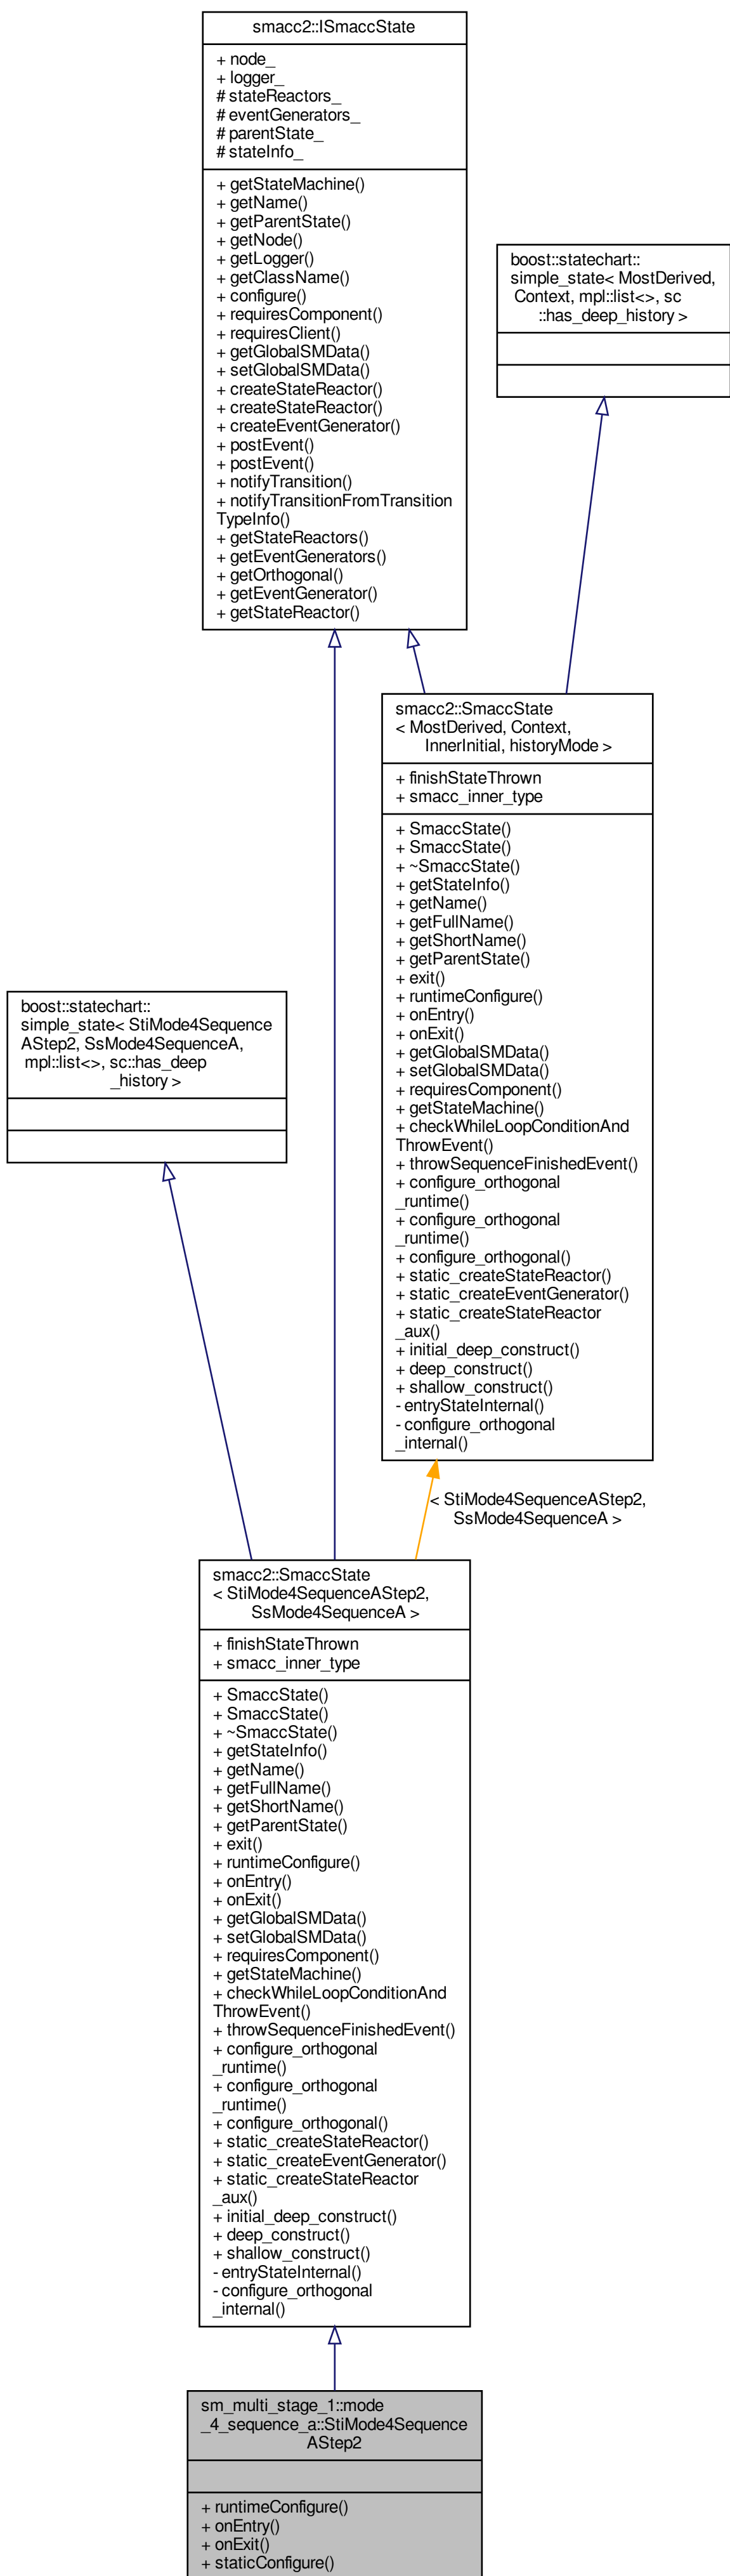 smacc2::ISmaccState
+ node_
+ logger_
# stateReactors_
# eventGenerators_
# parentState_
# stateInfo_
+ getStateMachine()
+ getName()
+ getParentState()
+ getNode()
+ getLogger()
+ getClassName()
+ configure()
+ requiresComponent()
+ requiresClient()
+ getGlobalSMData()
+ setGlobalSMData()
+ createStateReactor()
+ createStateReactor()
+ createEventGenerator()
+ postEvent()
+ postEvent()
+ notifyTransition()
+ notifyTransitionFromTransition
TypeInfo()
+ getStateReactors()
+ getEventGenerators()
+ getOrthogonal()
+ getEventGenerator()
+ getStateReactor()
boost::statechart::
simple_state< MostDerived,
Context, mpl::list<>, sc
::has_deep_history >
smacc2::SmaccState
< MostDerived, Context,
InnerInitial, historyMode >
+ finishStateThrown
+ smacc_inner_type
+ SmaccState()
+ SmaccState()
+ ~SmaccState()
+ getStateInfo()
+ getName()
+ getFullName()
+ getShortName()
+ getParentState()
+ exit()
+ runtimeConfigure()
+ onEntry()
+ onExit()
+ getGlobalSMData()
+ setGlobalSMData()
+ requiresComponent()
+ getStateMachine()
+ checkWhileLoopConditionAnd
ThrowEvent()
+ throwSequenceFinishedEvent()
+ configure_orthogonal
_runtime()
+ configure_orthogonal
_runtime()
+ configure_orthogonal()
+ static_createStateReactor()
+ static_createEventGenerator()
+ static_createStateReactor
_aux()
+ initial_deep_construct()
+ deep_construct()
+ shallow_construct()
- entryStateInternal()
- configure_orthogonal
_internal()
boost::statechart::
simple_state< StiMode4Sequence
AStep2, SsMode4SequenceA,
mpl::list<>, sc::has_deep
_history >
< StiMode4SequenceAStep2,
SsMode4SequenceA >
smacc2::SmaccState
< StiMode4SequenceAStep2,
SsMode4SequenceA >
+ finishStateThrown
+ smacc_inner_type
+ SmaccState()
+ SmaccState()
+ ~SmaccState()
+ getStateInfo()
+ getName()
+ getFullName()
+ getShortName()
+ getParentState()
+ exit()
+ runtimeConfigure()
+ onEntry()
+ onExit()
+ getGlobalSMData()
+ setGlobalSMData()
+ requiresComponent()
+ getStateMachine()
+ checkWhileLoopConditionAnd
ThrowEvent()
+ throwSequenceFinishedEvent()
+ configure_orthogonal
_runtime()
+ configure_orthogonal
_runtime()
+ configure_orthogonal()
+ static_createStateReactor()
+ static_createEventGenerator()
+ static_createStateReactor
_aux()
+ initial_deep_construct()
+ deep_construct()
+ shallow_construct()
- entryStateInternal()
- configure_orthogonal
_internal()
sm_multi_stage_1::mode
_4_sequence_a::StiMode4Sequence
AStep2
+ runtimeConfigure()
+ onEntry()
+ onExit()
+ staticConfigure()